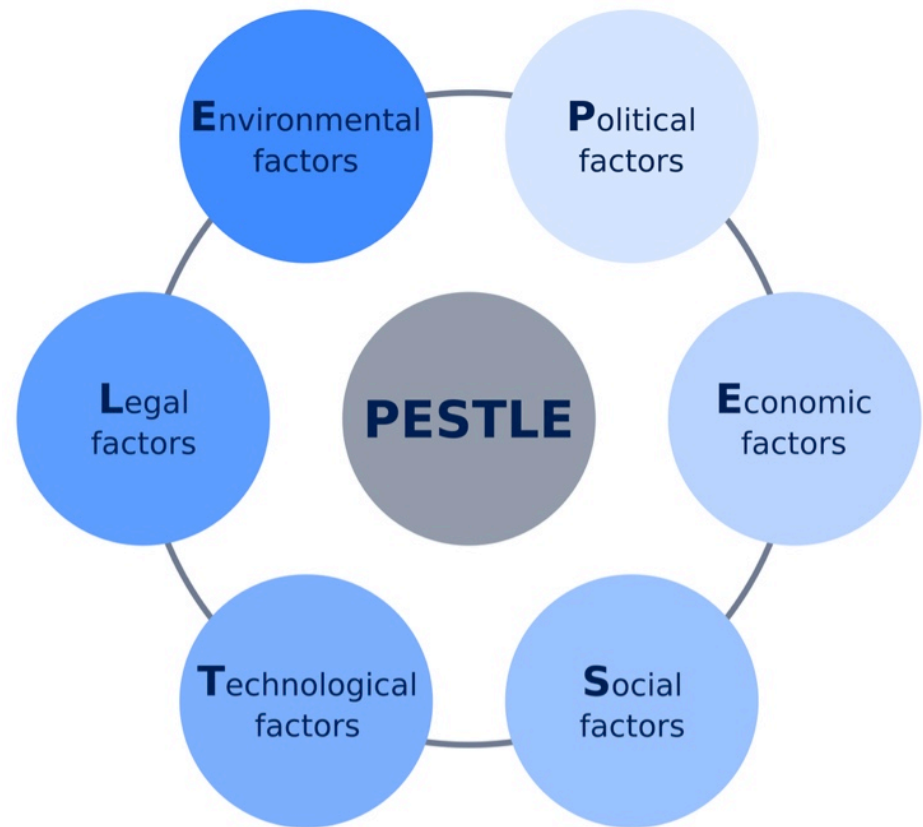 Political
factors
Economic
factors
Social
factors
Technological
factors
Legal
factors
Environmental
factors
PESTLE